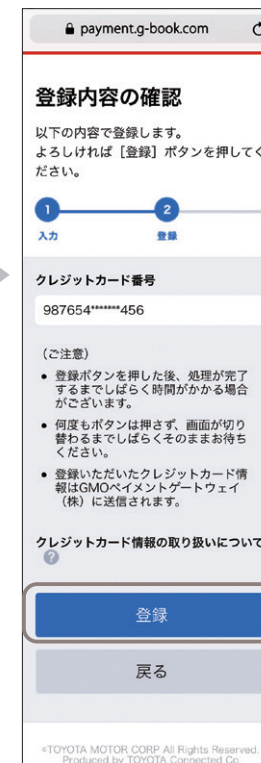 payment.g-book.com
登録内容の確認
以下の内容で登録します。
よろしければ［登録］ボタンを押してく
ださい。
1
2
入力
登録
クレジットカード番号
987654*******456
（ご注意）
• 登録ボタンを押した後、処理が完了
するまでしばらく時間がかかる場合
がございます。
• 何度もボタンは押さず、画面が切り
替わるまでしばらくそのままお待ち
ください。
• 登録いただいたクレジットカード情
報はGMOペイメントゲートウェイ
（株）に送信されます。
クレジットカード情報の取り扱いについて
?
登録
戻る
©TOYOTA MOTOR CORP All Rights Reserved.
Produced by TOYOTA Connected Co.